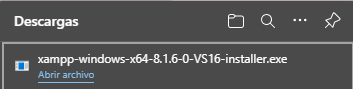 Descargas
xampp-windows-x64-8.1.6-0-VS16-installer.exe
Abrir archivo